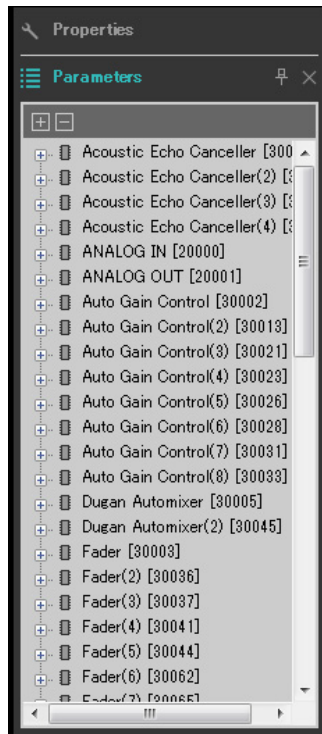 Properties
Parameters
Acoustic Echo Canceller [300
Acoustic Echo Canceller(2) [
Acoustic Echo Canceller(3) [
Acoustic Echo Canceller(4) [
ANALOG IN [20000]
ANALOG OUT [20001]
Auto Gain Control [30002]
Auto Gain Control(2) [30013]
Auto Gain Control(3) [30021]
Auto Gain Control(4) [30023]
Auto Gain Control(5) [30026]
Auto Gain Control(6) [30028]
Auto Gain Control(7) [30031]
Auto Gain Control(8) [30033]
Dugan Automixer [30005]
Dugan Automixer(2) [30045]
Fader [30003]
Fader(2) [30036]
Fader(3) [30037]
Fader(4) [30041]
Fader(5) [30044]
Fader(6) [30062]
Fader(7) [30065]